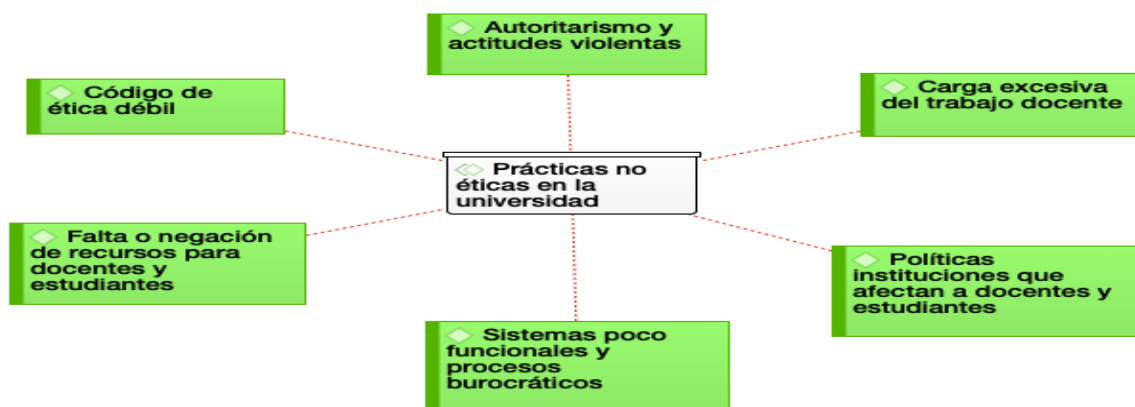 Autoritarismo y
actitudes violentas
Código de
ética débil
Carga excesiva
del trabajo docente
Prácticas no
éticas en la
universidad
Falta o negación
de recursos para
docentes y
estudiantes
Políticas
instituciones que
afectan a docentes y
estudiantes
Sistemas poco
funcionales y
procesos
burocráticos